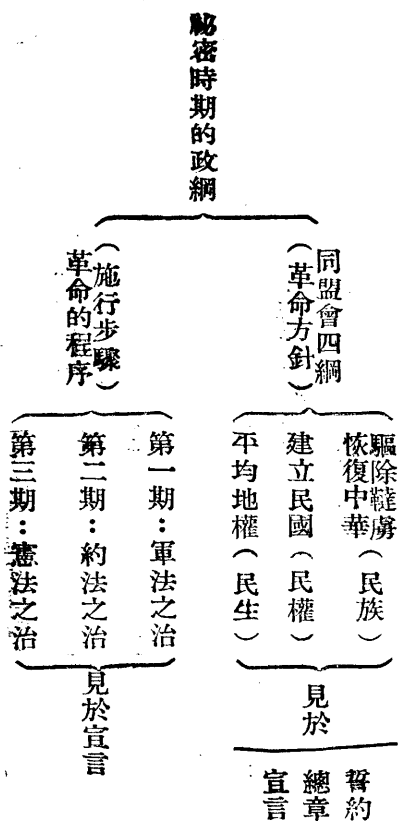 秘密時期的政綱
同盟會四綱
(革命方針)
驅除韃虜
恢復中華
(民族)
建立民國(民權)
平均地權(民生)
見於
誓約
總章
宣言
(施行步驟)
革命的程序
第一期:軍法之治
第二期:約法之治
第三期:憲法之治
見於宣言